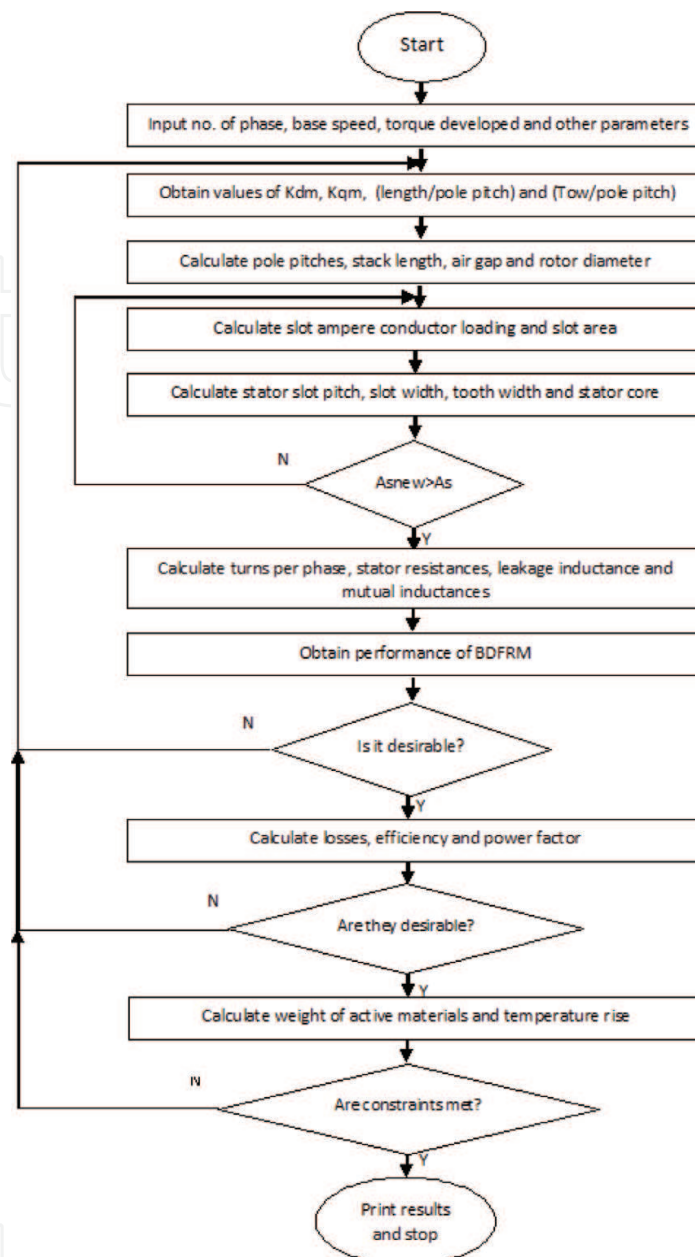 Start
Input no. of phase, base speed, torque developed and other parameters
Obtain values of Kdm, Kqm, (length/pole pitch) and (Tow/pole pitch)
Calculate pole pitches, stack length, air gap and rotor diameter
Calculate slot ampere conductor loading and slot area
Calculate stator slot pitch, slot width, tooth width and stator core
N
Asnew>As
Y
Calculate turns per phase, stator resistances, leakage inductance and
mutual inductances
Obtain performance of BDFRM
N
Is it desirable?
Y
Calculate losses, efficiency and power factor
N
Are they desirable?
Y
Calculate weight of active materials and temperature rise
N
Are constraints met?
Y
Print results
and stop